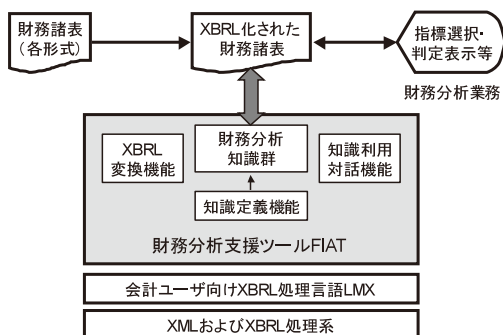 財務諸表
（各形式）
XBRL化された
財務諸表
指標選択・
判定表示等
財務分析業務
XBRL
変換機能
財務分析
知識群
知識利用
対話機能
知識定義機能
財務分析支援ツールFIAT
会計ユーザ向けXBRL処理言語LMX
XMLおよびXBRL処理系